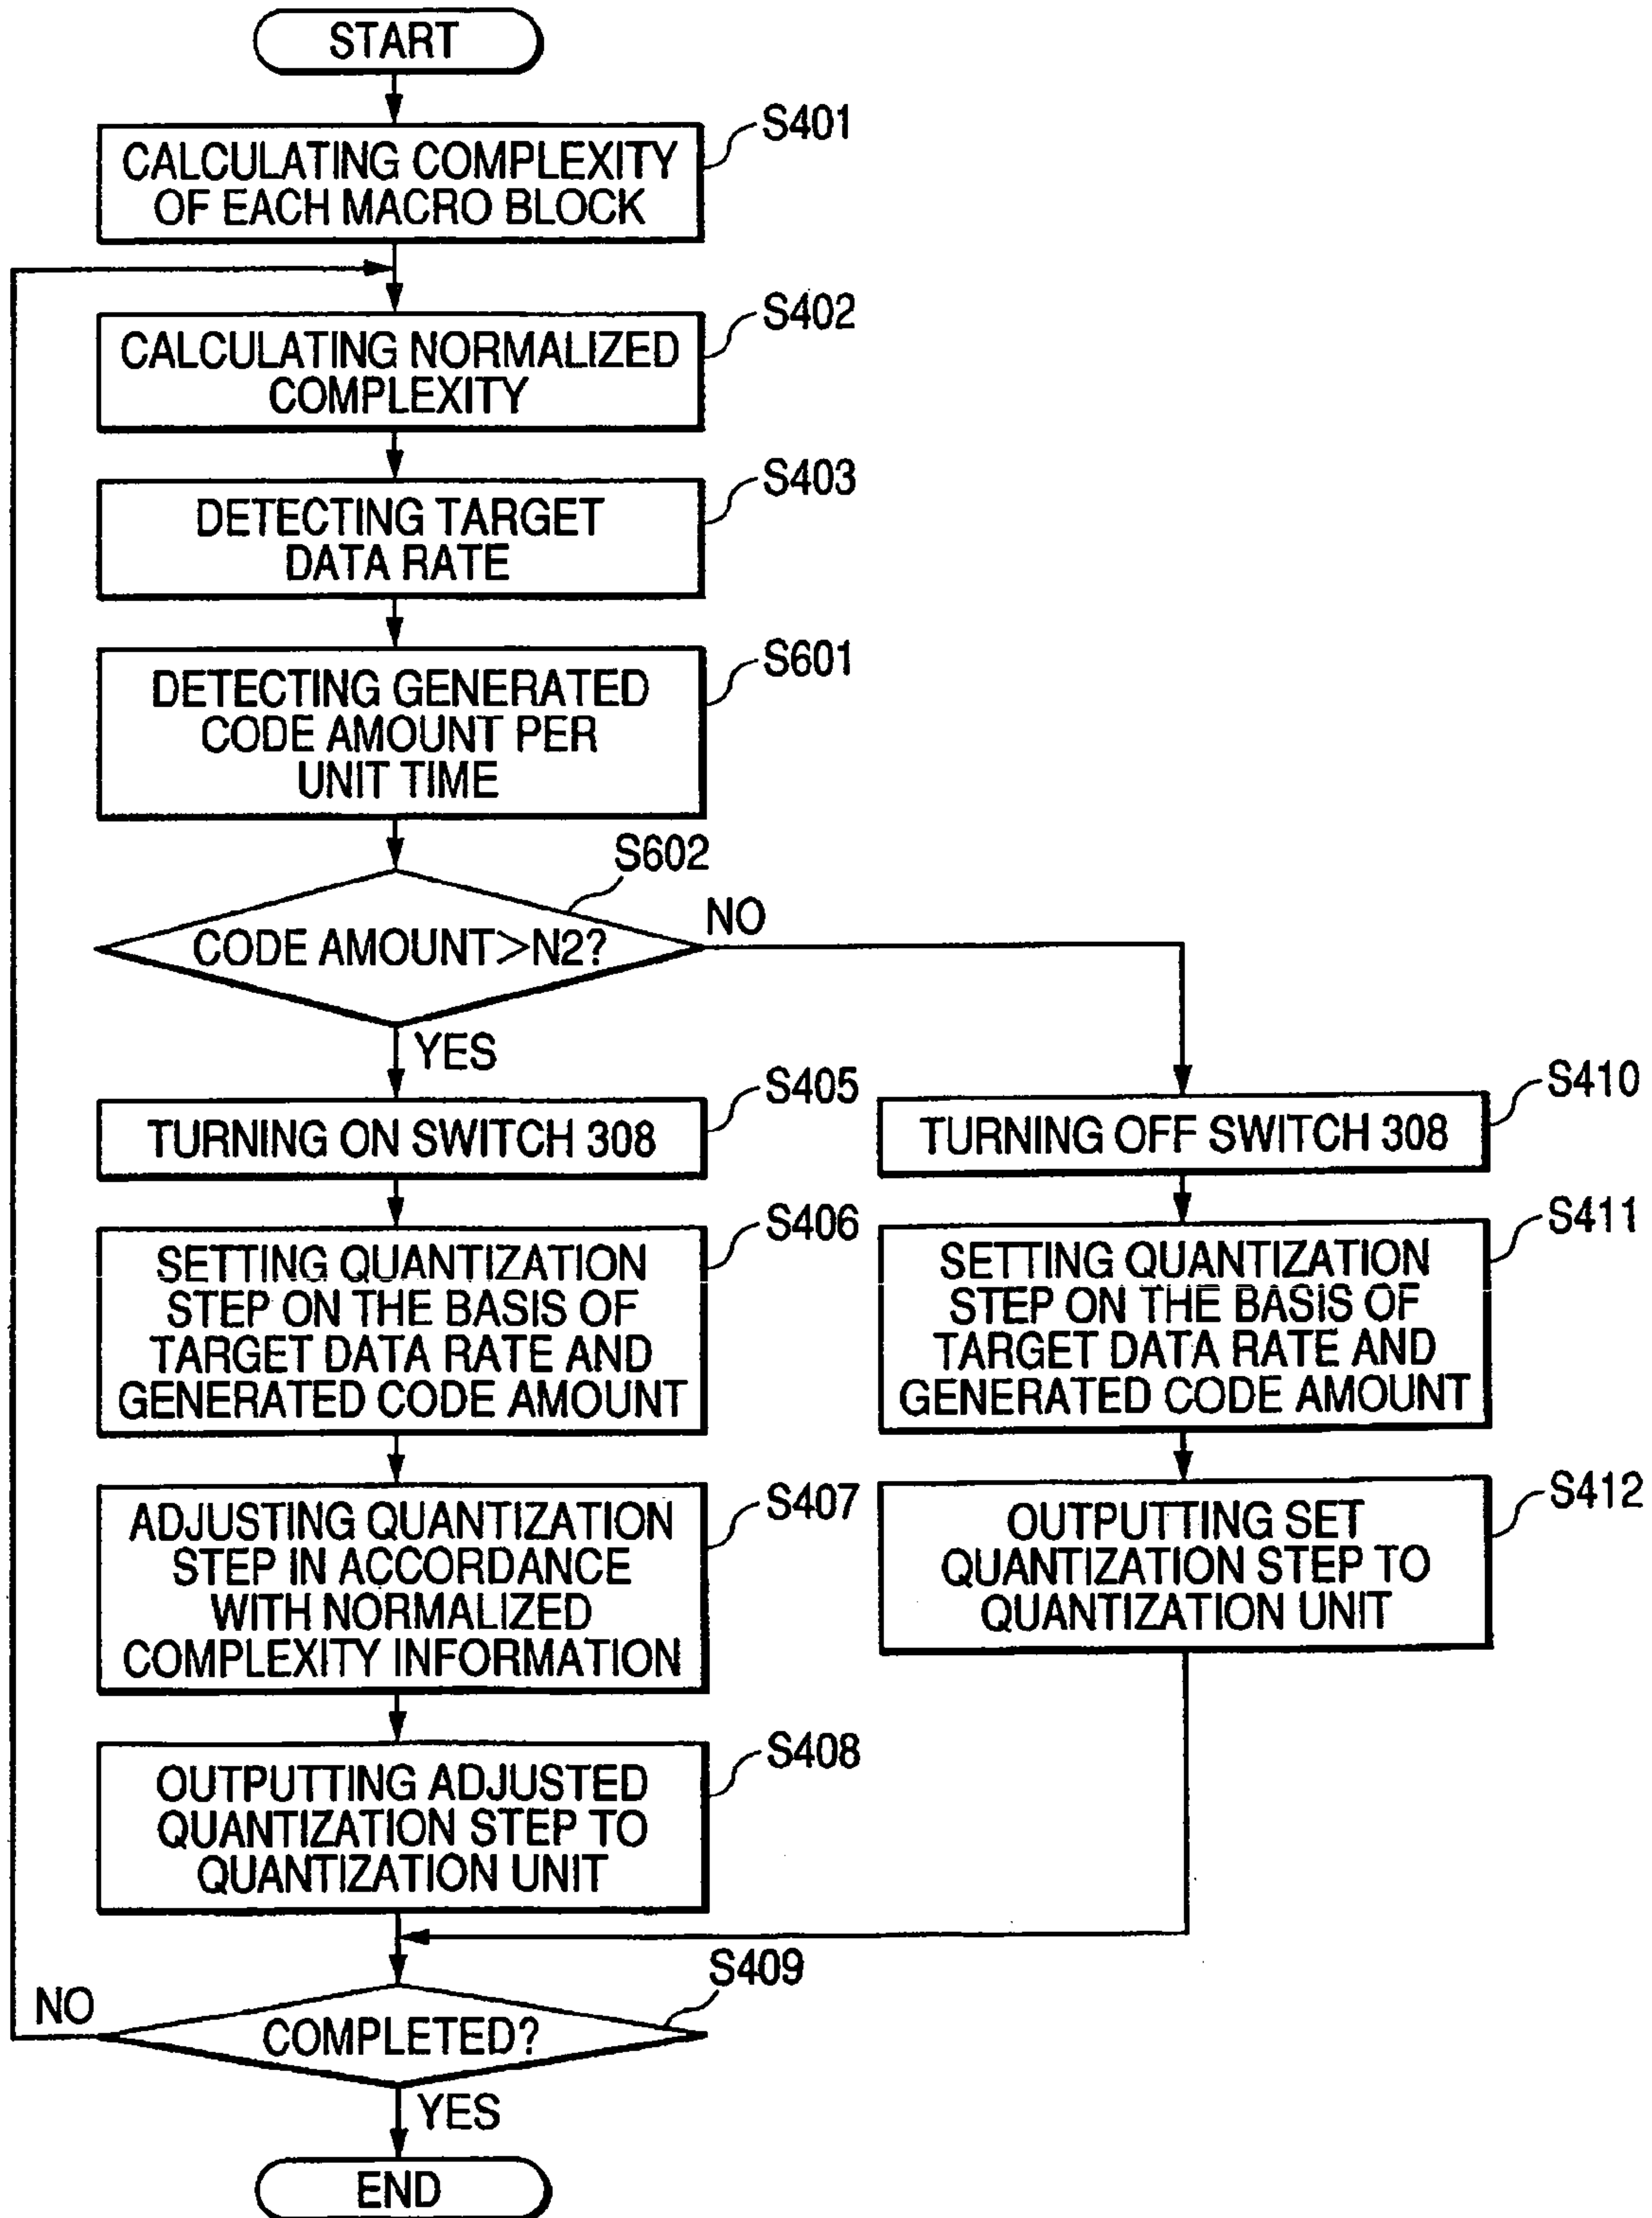 START
S401
CALCULATING COMPLEXITY
OF EACH MACRO BLOCK
S402
CALCULATING NORMALIZED
COMPLEXITY
S403
DETECTING TARGET
DATA RATE
S601
DETECTING GENERATED
CODE AMOUNT PER
UNIT TIME
S602
CODE AMOUNT>N2?
NO
YES
S405
TURNING ON SWITCH 308
S406
SETTING QUANTIZATION
STEP ON THE BASIS OF
TARGET DATA RATE AND
GENERATED CODE AMOUNT
S407
ADJUSTING QUANTIZATION
STEP IN ACCORDANCE
WITH NORMALIZED
COMPLEXITY INFORMATION
S408
OUTPUTTING ADJUSTED
QUANTIZATION STEP TO
QUANTIZATION UNIT
S410
TURNING OFF SWITCH 308
S411
SETTING QUANTIZATION
STEP ON THE BASIS OF
TARGET DATA RATE AND
GENERATED CODE AMOUNT
S412
OUTPUTTING SET
QUANTIZATION STEP TO
QUANTIZATION UNIT
S409
NO
COMPLETED?
YES
END